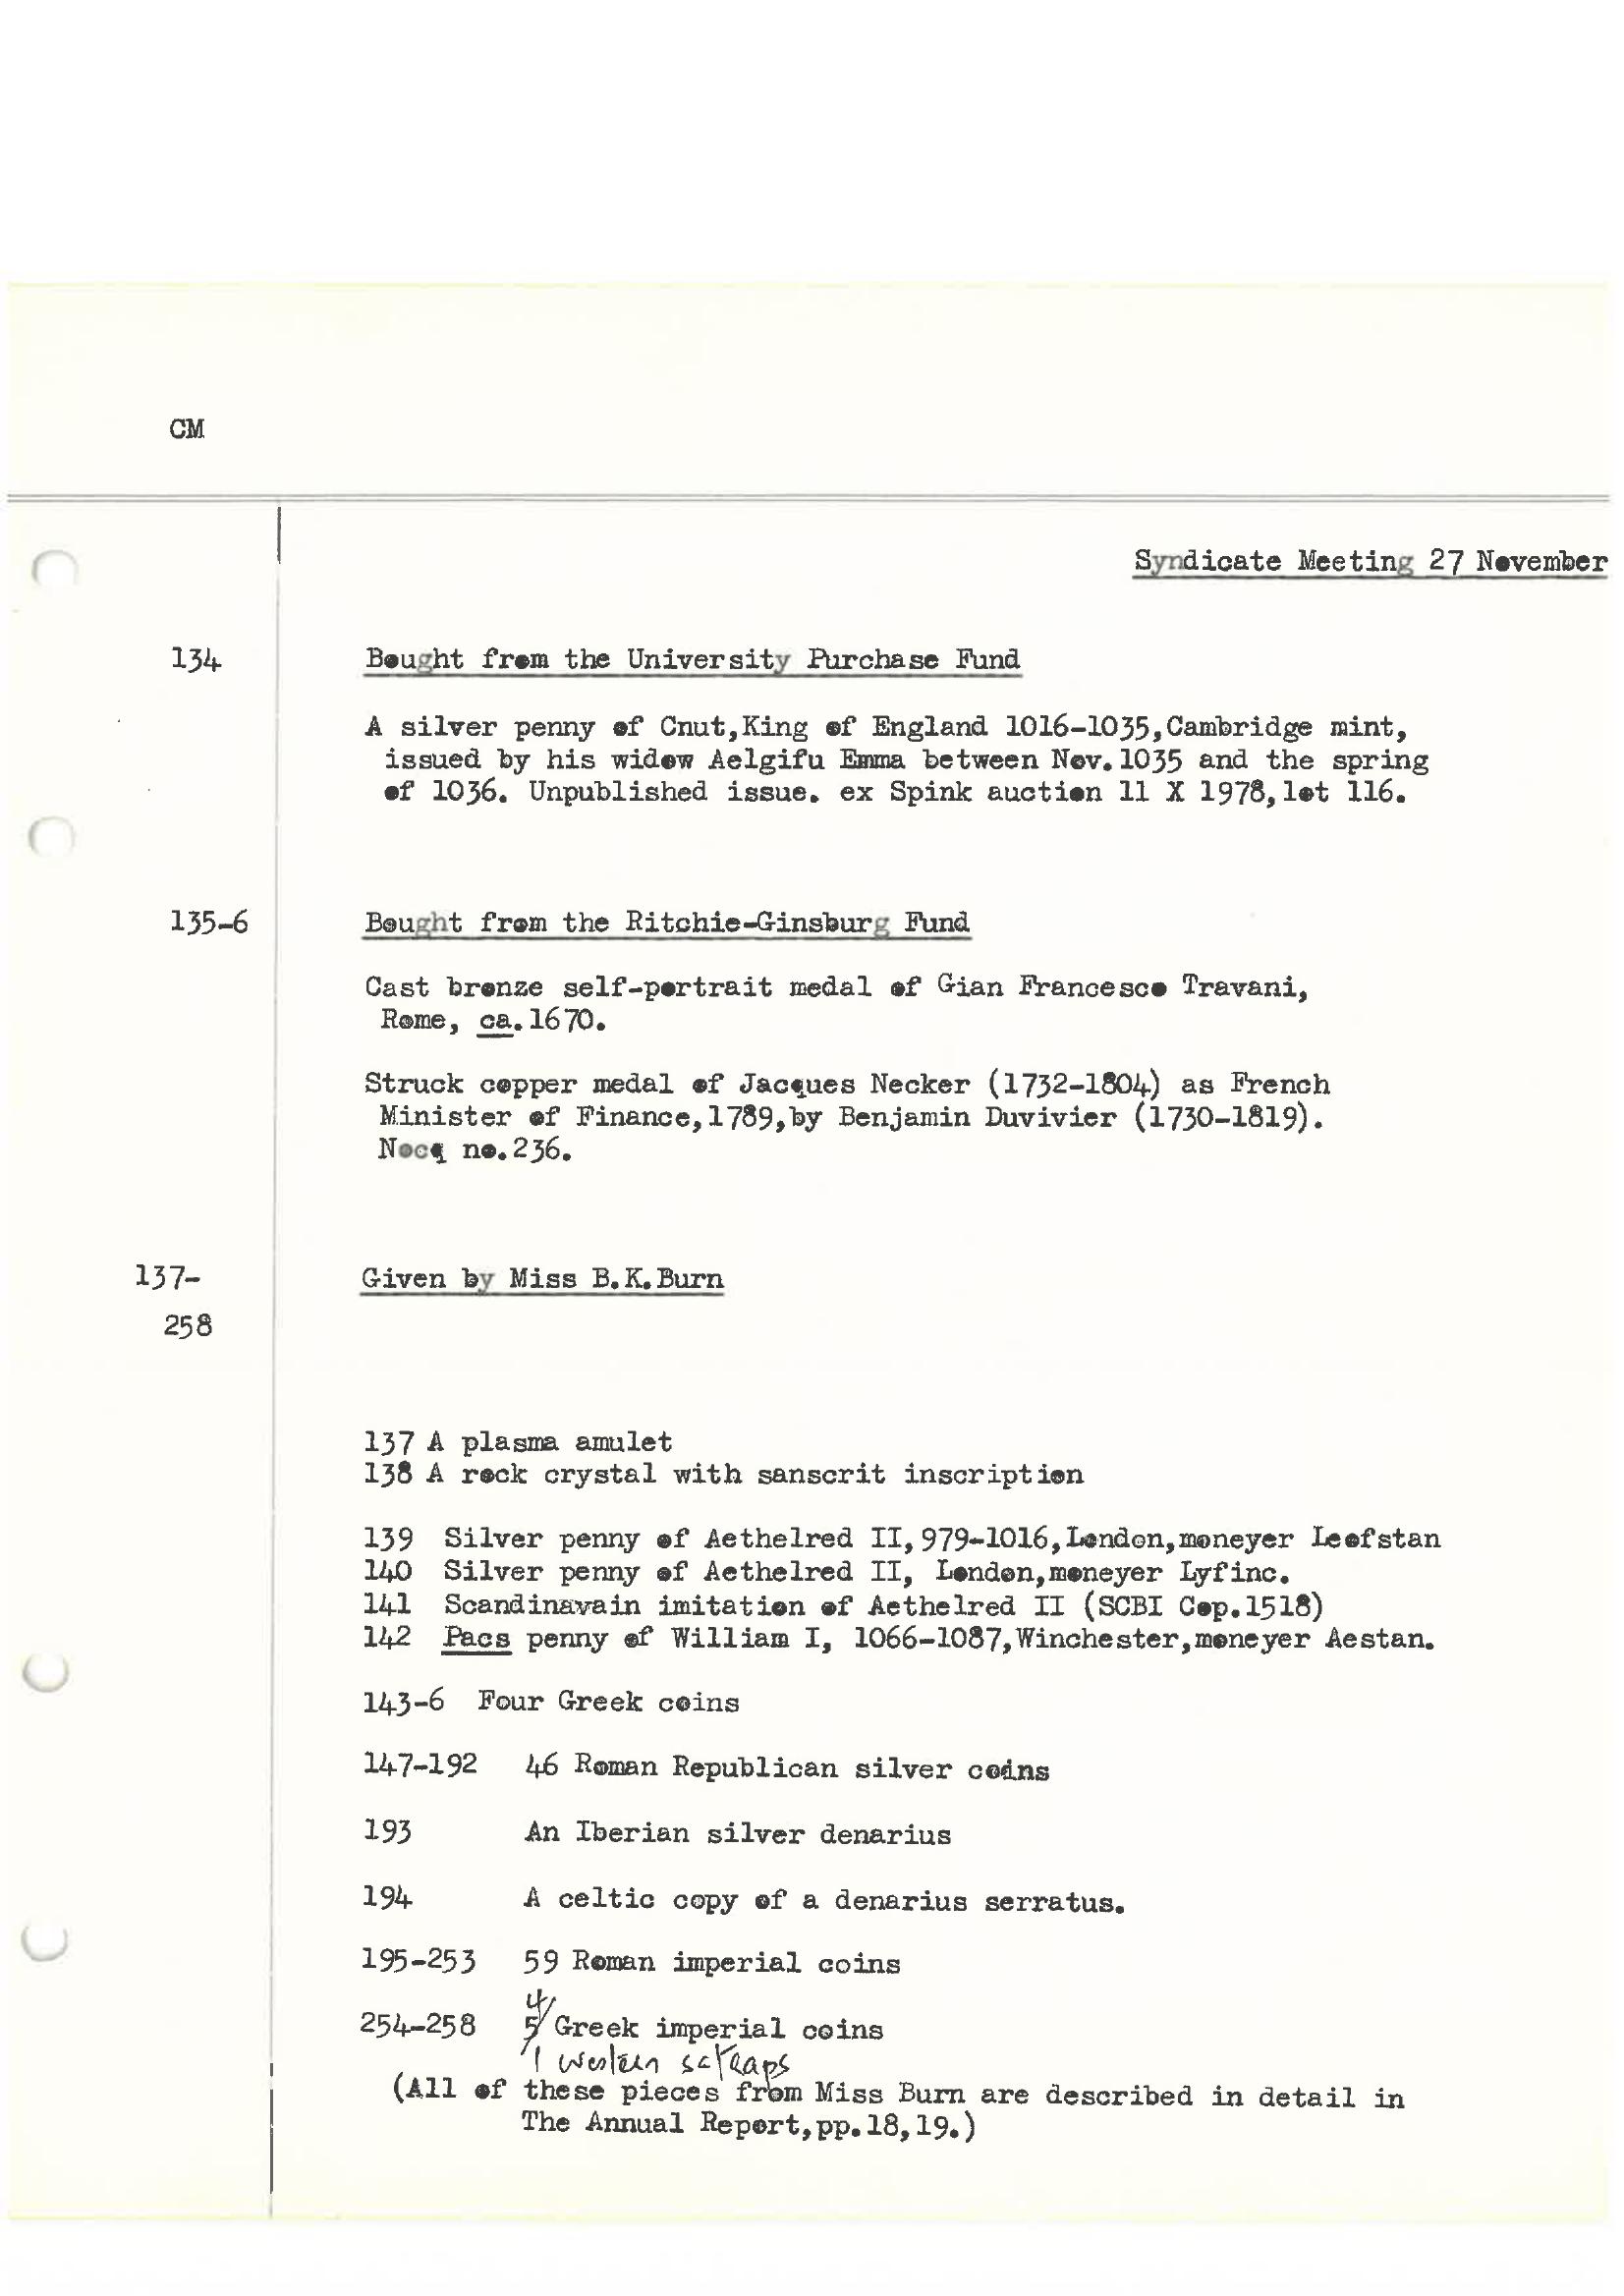 CM
Syndicate Meeting 27 November
134 Bought from the University Purchase Fund
A silver penny of Cnut,King of England 1016-1035,Cambridge mint,
issued by his widow Aelgifu Emma between Nov.1035 and the spring
of 1036. Unpublished issue. ex Spink auction 11 X 1978,lot 116.
135-6 Bought from the Ritchie-Ginsburg Fund
Cast bronze self-portrait medal of Gian Francesco Travani,
Rome, ca.1670.
Struck copper medal of Jacques Necker (1732-1804) as French
Minister of Finance,1789,by Benjamin Duvivier (1730-1819).
Nocq no.236.
137- Given by Miss B.K.Burn
258
137 A plasma amulet
138 A rock crystal with sanscrit inscription
139 Silver penny of Aethelred II,979-1016,London,moneyer Leofstan
140 Silver penny of Aethelred II, London,moneyer Lyfinc.
141 Scandinavain imitation of Aethelred II (SCBI Cop.1518)
142 Pacs penny of William I, 1066-1087,Winchester,moneyer Aestan.
143-6 Four Greek coins
147-192 46 Roman Republican silver coins
193 An Iberian silver denarius
194 A celtic copy of a denarius serratus.
195-253 59 Roman imperial coins
4
254-258 5 Greek imperial coins
1 Western satraps
(All of these pieces from Miss Burn are described in detail in
The Annual Report,pp.18,19.)